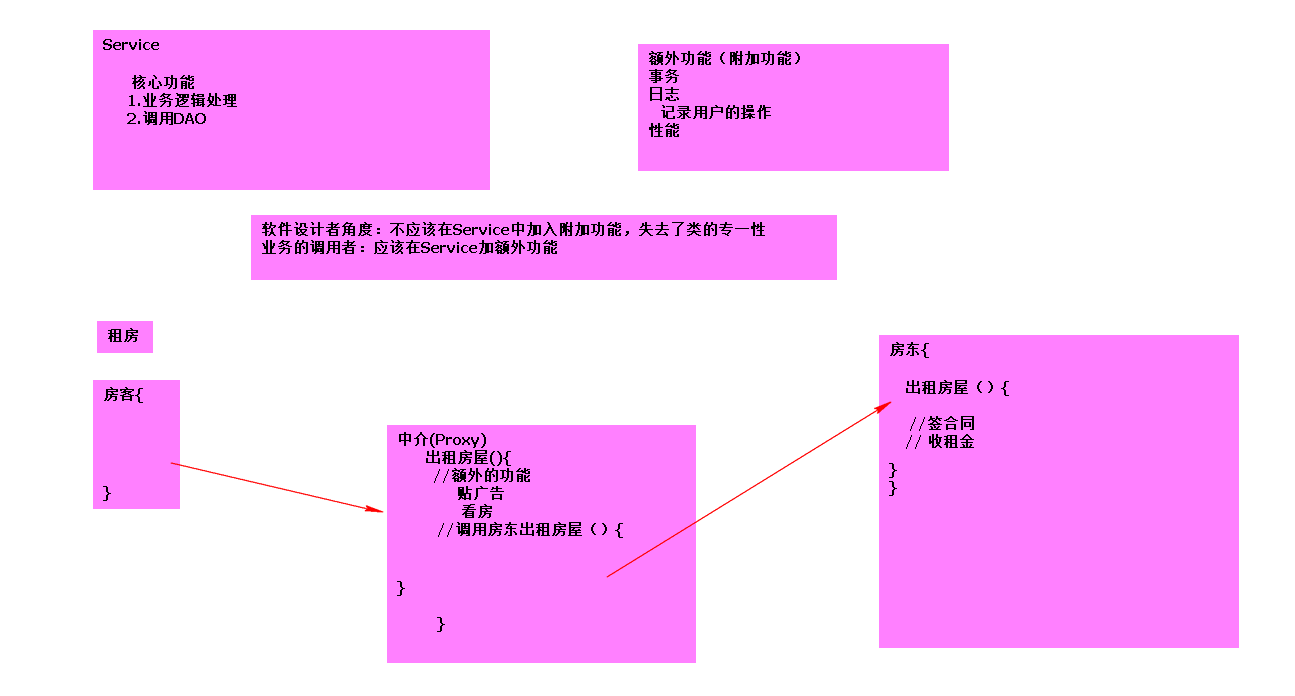 Service
核心功能
1.业务逻辑处理
2.调用DAO
额外功能（附加功能）
事务
日志
记录用户的操作
性能
软件设计者角度：不应该在Service中加入附加功能，失去了类的专一性
业务的调用者：应该在Service加额外功能
租房
房客{
}
中介(Proxy)
出租房屋(){
//额外的功能
贴广告
看房
//调用房东出租房屋（）{
}
}
房东{
出租房屋（）{
//签合同
// 收租金
}
}